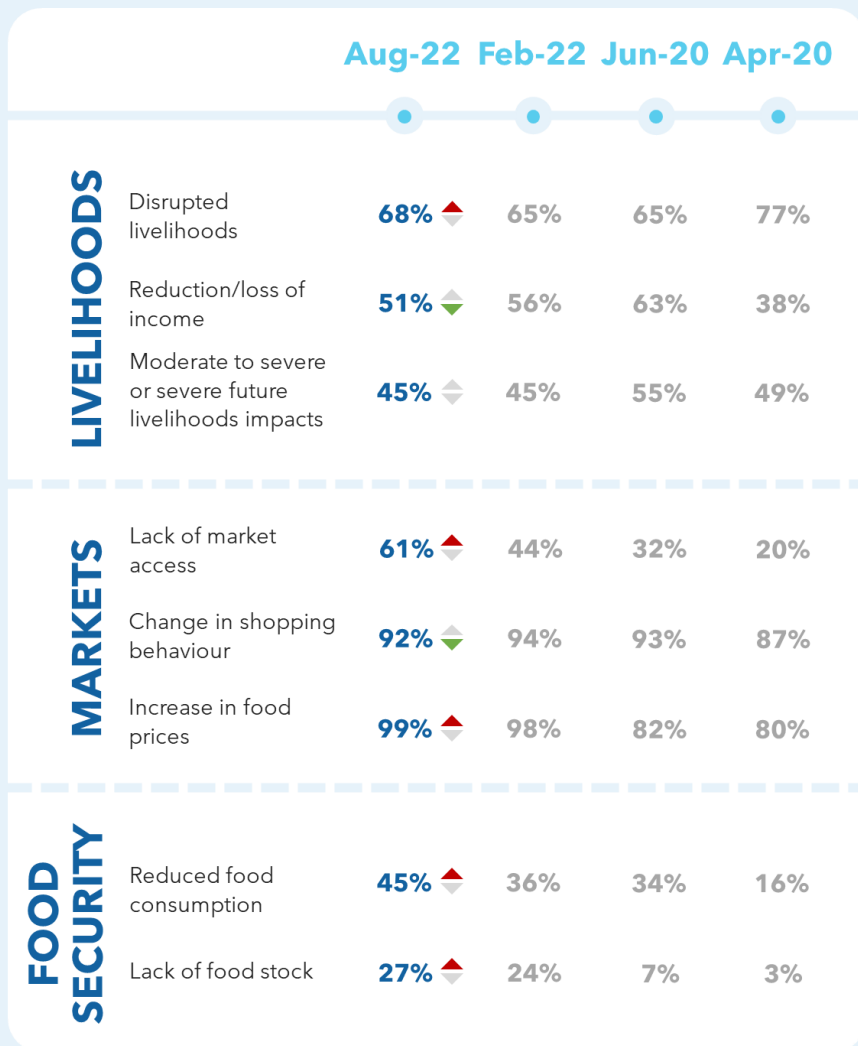 Aug-22 Feb-22 Jun-20 Apr-20
LIVELIHOODS
Disrupted
livelihoods
68% 65% 65% 77%
Reduction/loss of
income
51% 56% 63% 38%
Moderate to severe
or severe future
livelihoods impacts
45% 45% 55% 49%
MARKETS
Lack of market
access
61% 44% 32% 20%
Change in shopping
behaviour
92% 94% 93% 87%
Increase in food
prices
99% 98% 82% 80%
FOOD
SECURITY
Reduced food
consumption
45% 36% 34% 16%
Lack of food stock
27% 24% 7% 3%